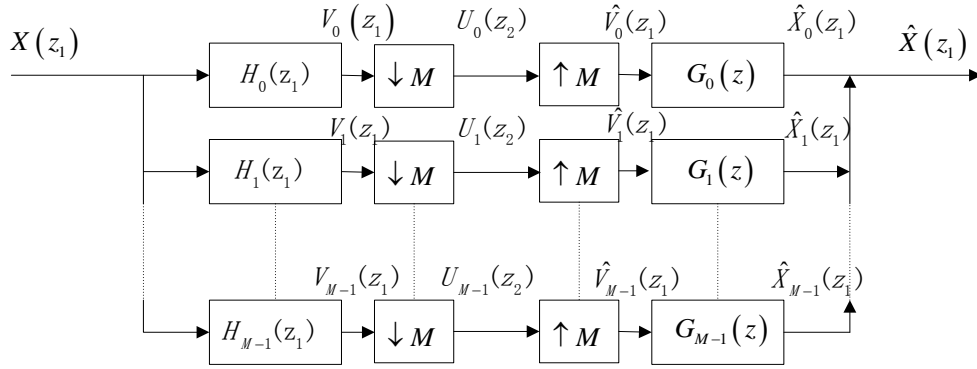 V₀(z₁) U₀(z₂) V̂₀(z₁) X̂₀(z₁)
X(z₁) X̂(z₁)
H₀(z₁) ↓M ↑M G₀(z)
V₁(z₁) U₁(z₂) V̂₁(z₁) X̂₁(z₁)
H₁(z₁) ↓M ↑M G₁(z)
V_{M-1}(z₁) U_{M-1}(z₂) V̂_{M-1}(z₁) X̂_{M-1}(z₁)
H_{M-1}(z₁) ↓M ↑M G_{M-1}(z)